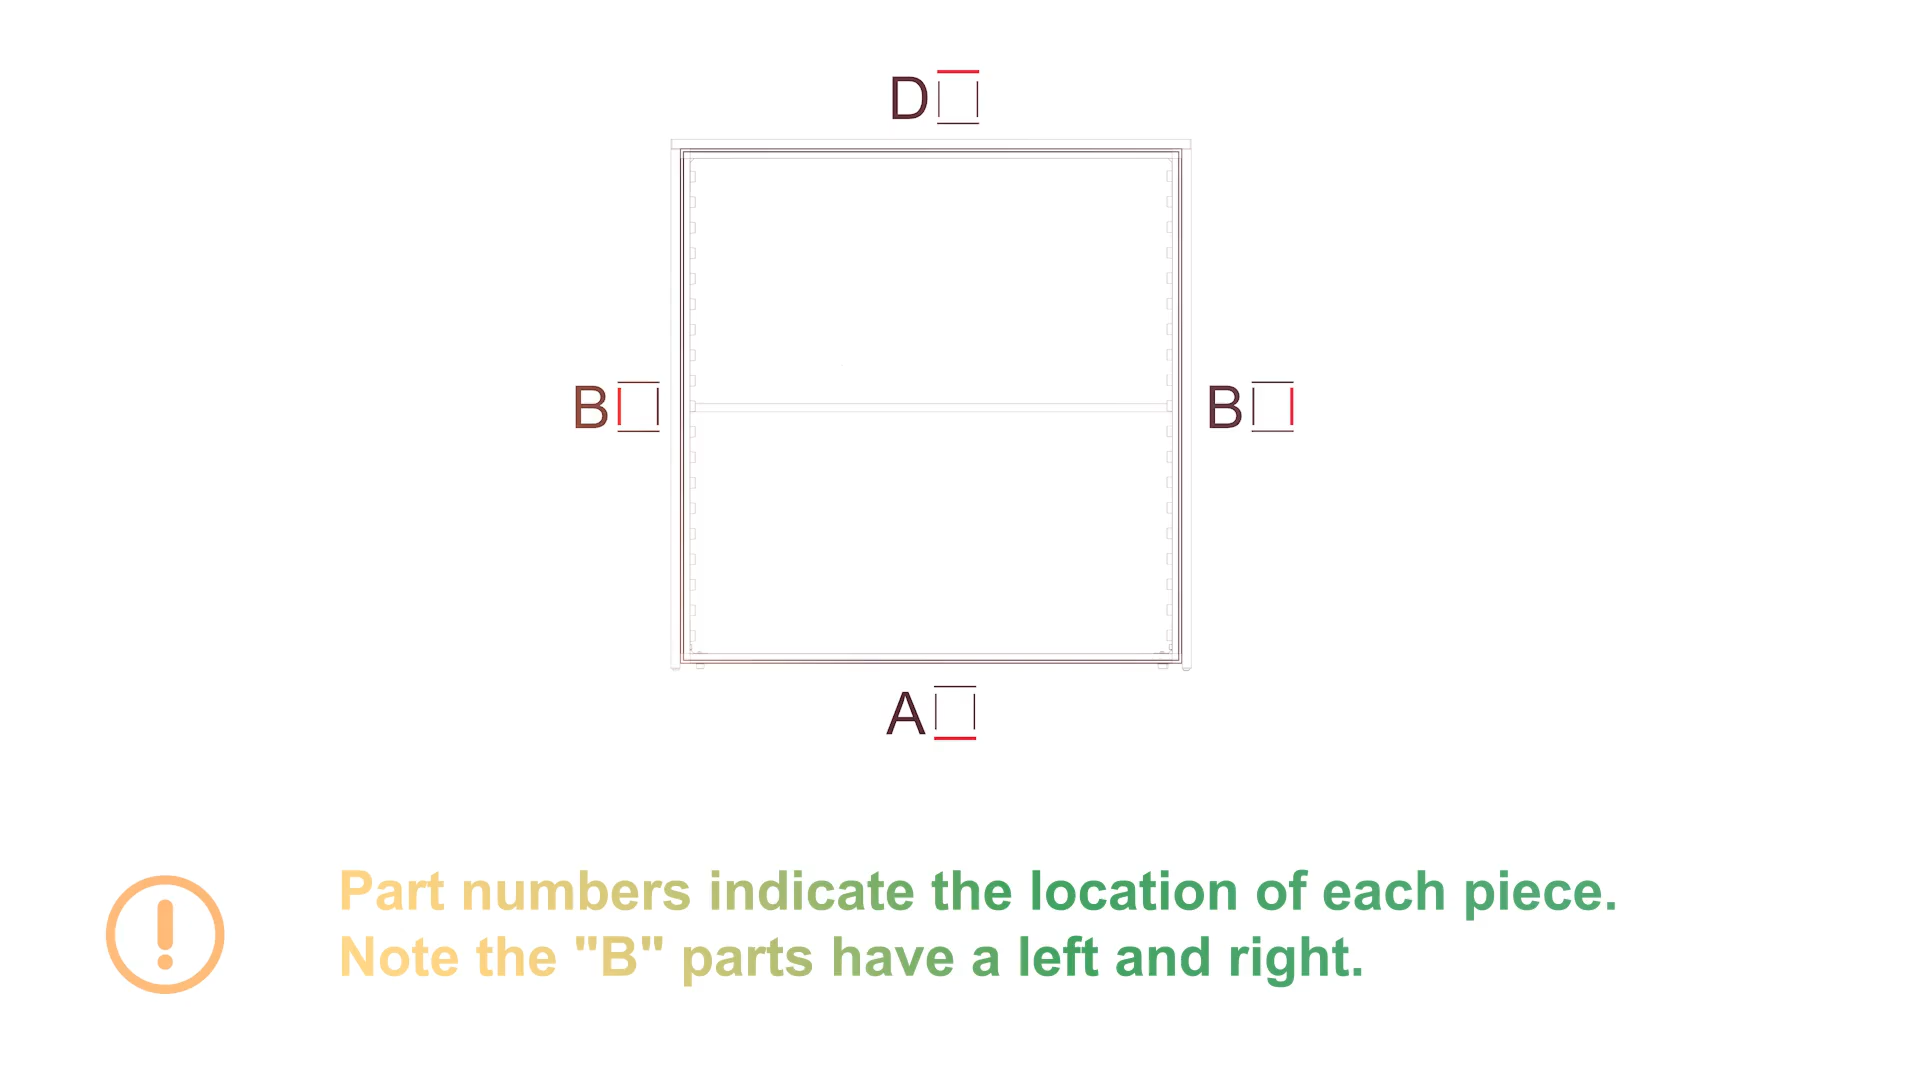 D
B
B
A
Part numbers indicate the location of each piece.
Note the "B" parts have a left and right.